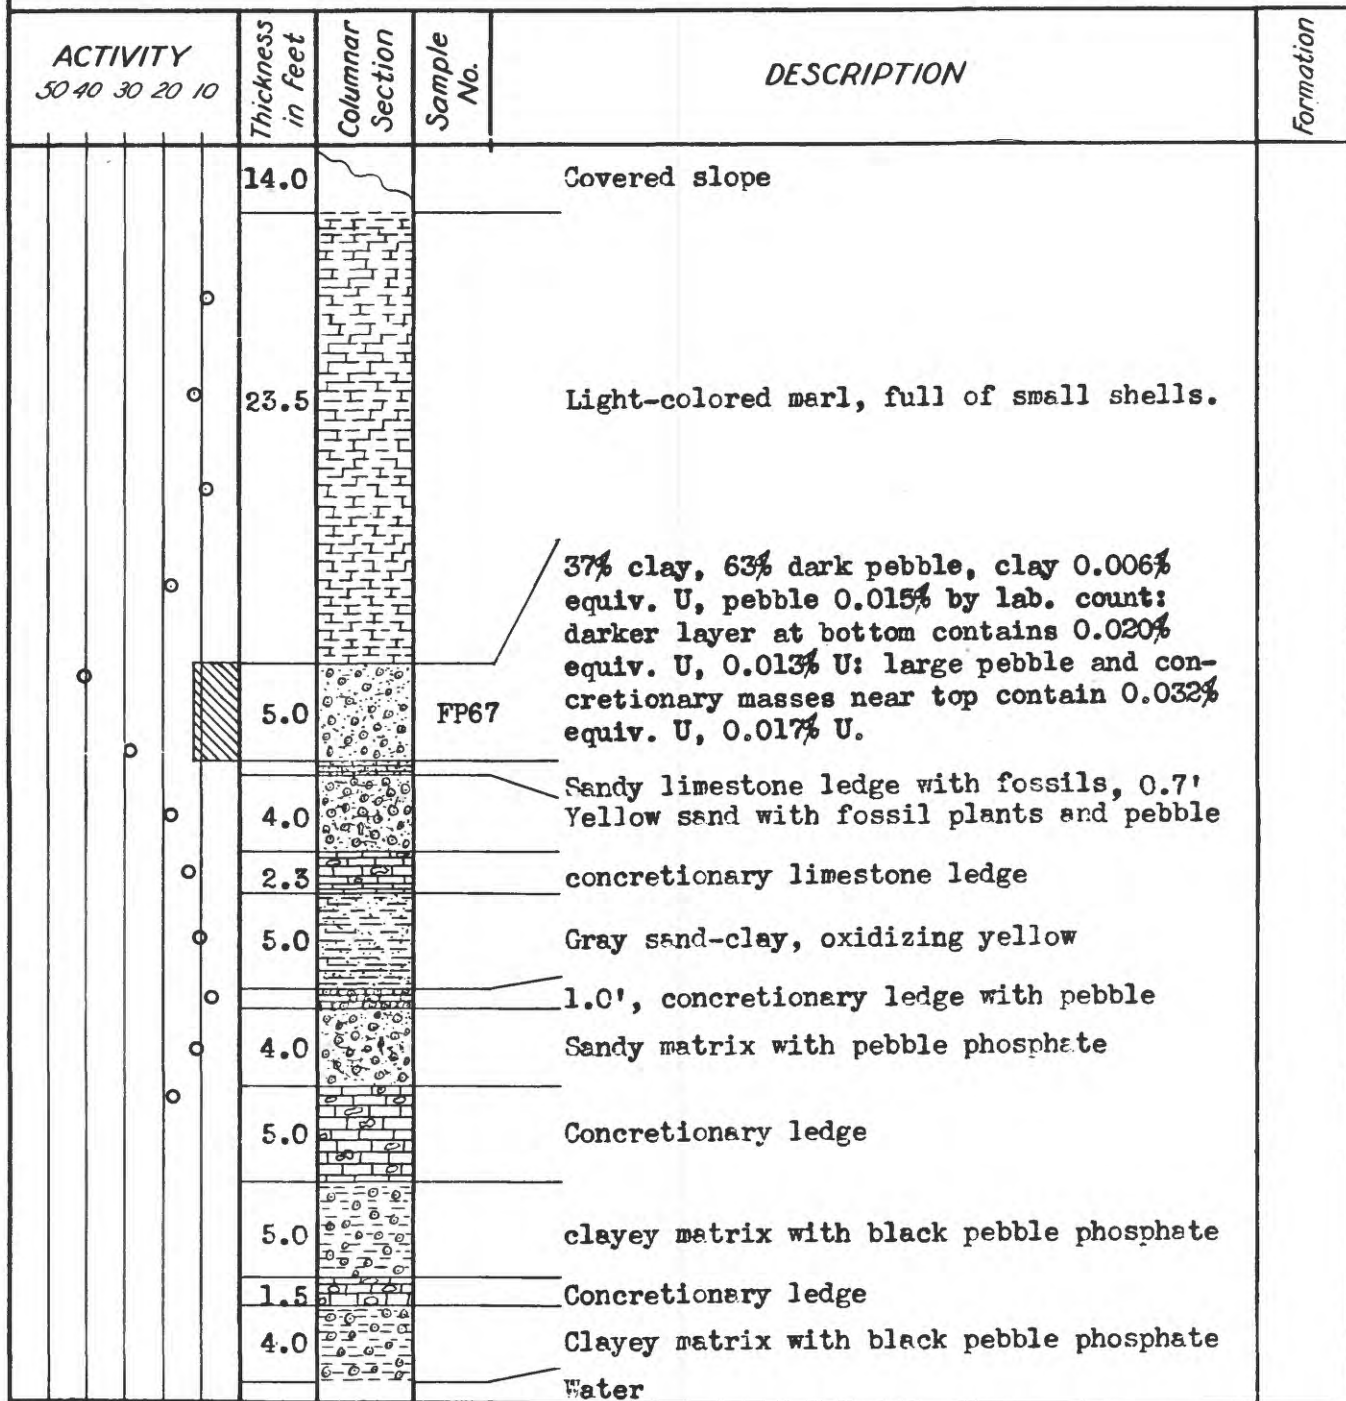 ACTIVITY
50 40 30 20 10
Thickness in feet
Columnar Section
Sample No.
DESCRIPTION
Formation
14.0 Covered slope
23.5 Light-colored marl, full of small shells.
37% clay, 63% dark pebble, clay 0.006%
equiv. U, pebble 0.015% by lab. count:
darker layer at bottom contains 0.020%
equiv. U, 0.013% U: large pebble and con-
cretionary masses near top contain 0.032%
5.0 FP67 equiv. U, 0.017% U.
Sandy limestone ledge with fossils, 0.7'
4.0 Yellow sand with fossil plants and pebble
2.3 concretionary limestone ledge
5.0 Gray sand-clay, oxidizing yellow
1.0', concretionary ledge with pebble
4.0 Sandy matrix with pebble phosphate
5.0 Concretionary ledge
5.0 clayey matrix with black pebble phosphate
1.5 Concretionary ledge
4.0 Clayey matrix with black pebble phosphate
Water